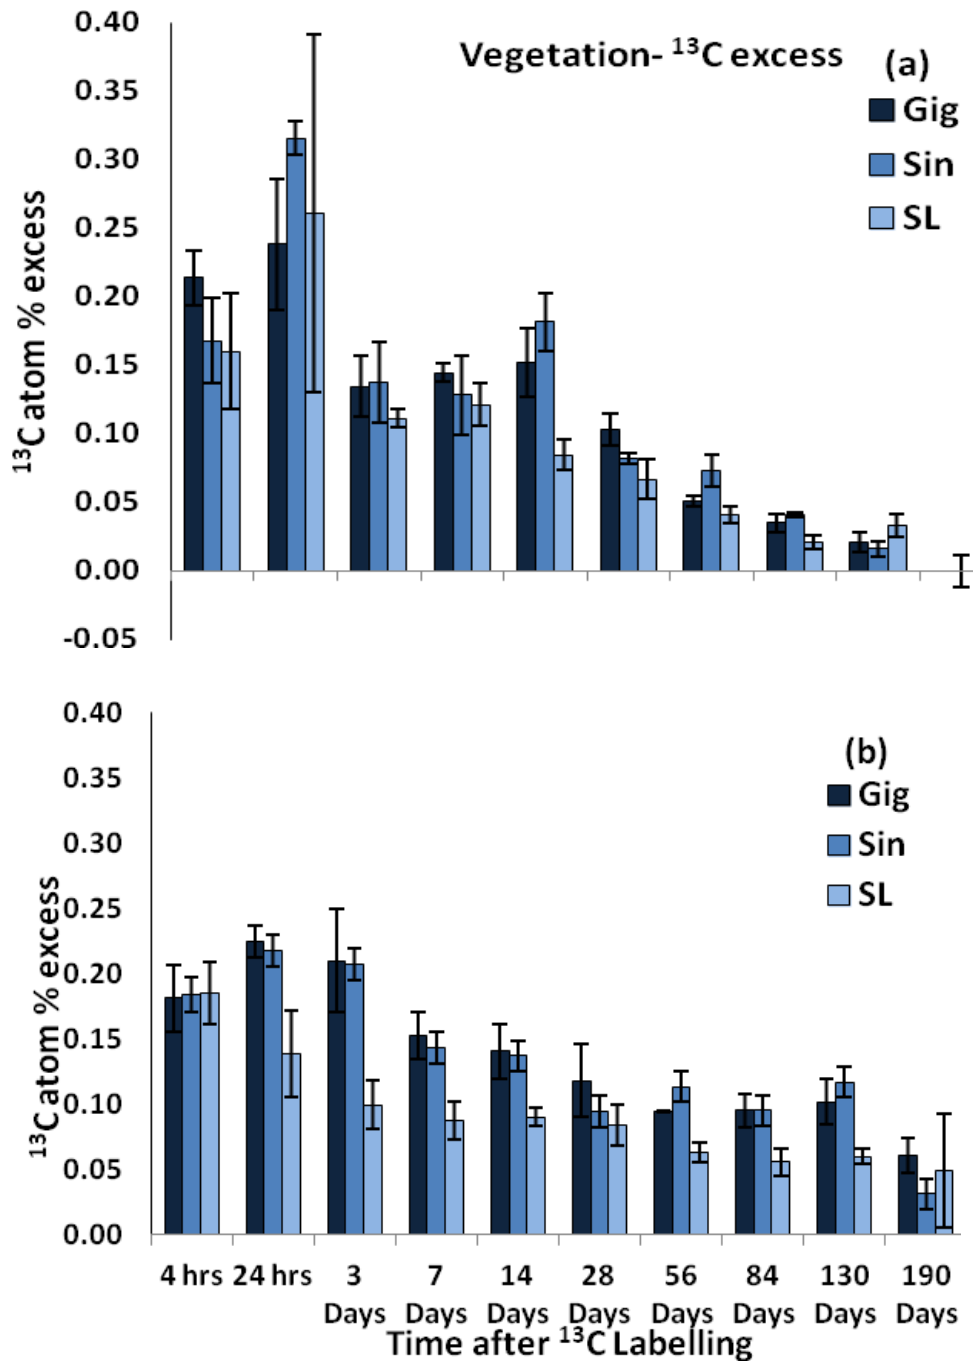 0.40
Vegetation- ¹³C excess
(a)
0.35
Gig
0.30
Sin
0.25
SL
0.20
0.15
0.10
0.05
0.00
-0.05
¹³C atom % excess
0.40
(b)
0.35
Gig
0.30
Sin
0.25
SL
0.20
0.15
0.10
0.05
0.00
¹³C atom % excess
4 hrs 24 hrs 3 7 14 28 56 84 130 190
Days Days Days Days Days Days Days Days
Time after ¹³C Labelling